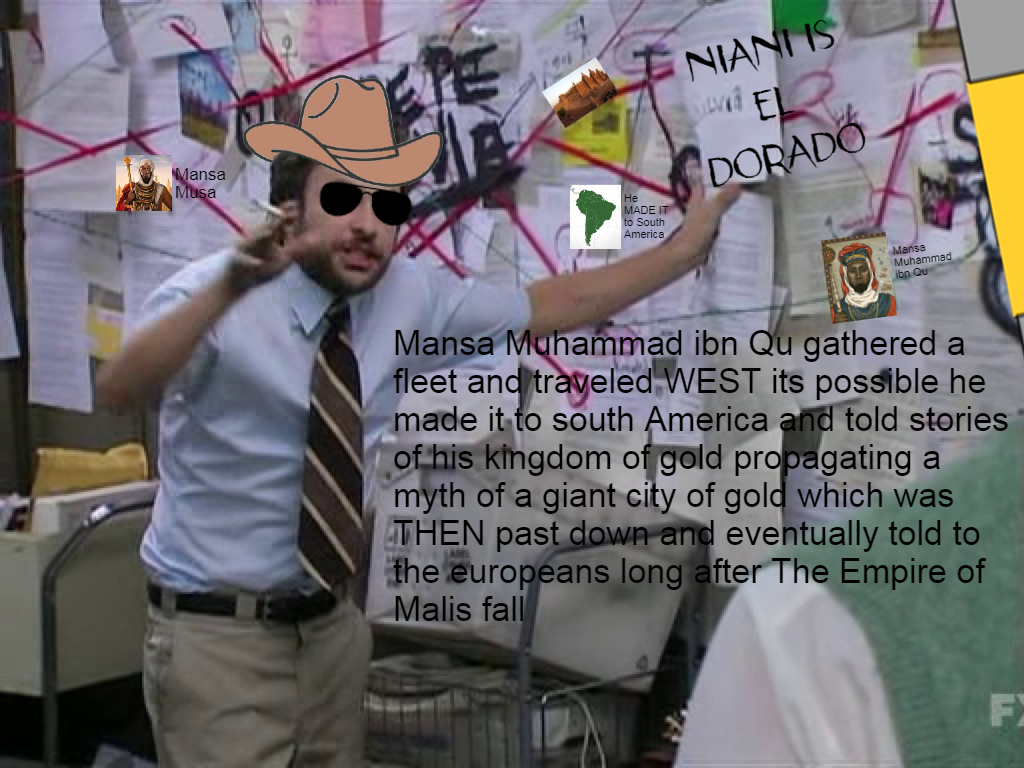 NIANI IS
EL
DORADO
Mansa
Musa
He
MADE IT
to South
America
Mansa
Muhammad
ibn Qu
Mansa Muhammad ibn Qu gathered a
fleet and traveled WEST its possible he
made it to south America and told stories
of his kingdom of gold propagating a
myth of a giant city of gold which was
THEN past down and eventually told to
the europeans long after The Empire of
Malis fall
FX